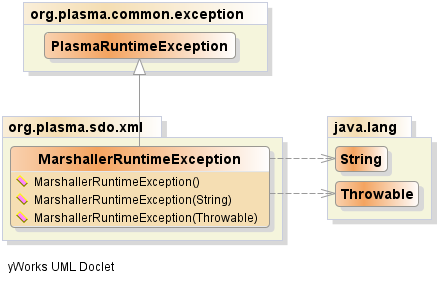 org.plasma.common.exception
PlasmaRuntimeException
org.plasma.sdo.xml
MarshallerRuntimeException
MarshallerRuntimeException()
MarshallerRuntimeException(String)
MarshallerRuntimeException(Throwable)
java.lang
String
Throwable
yWorks UML Doclet